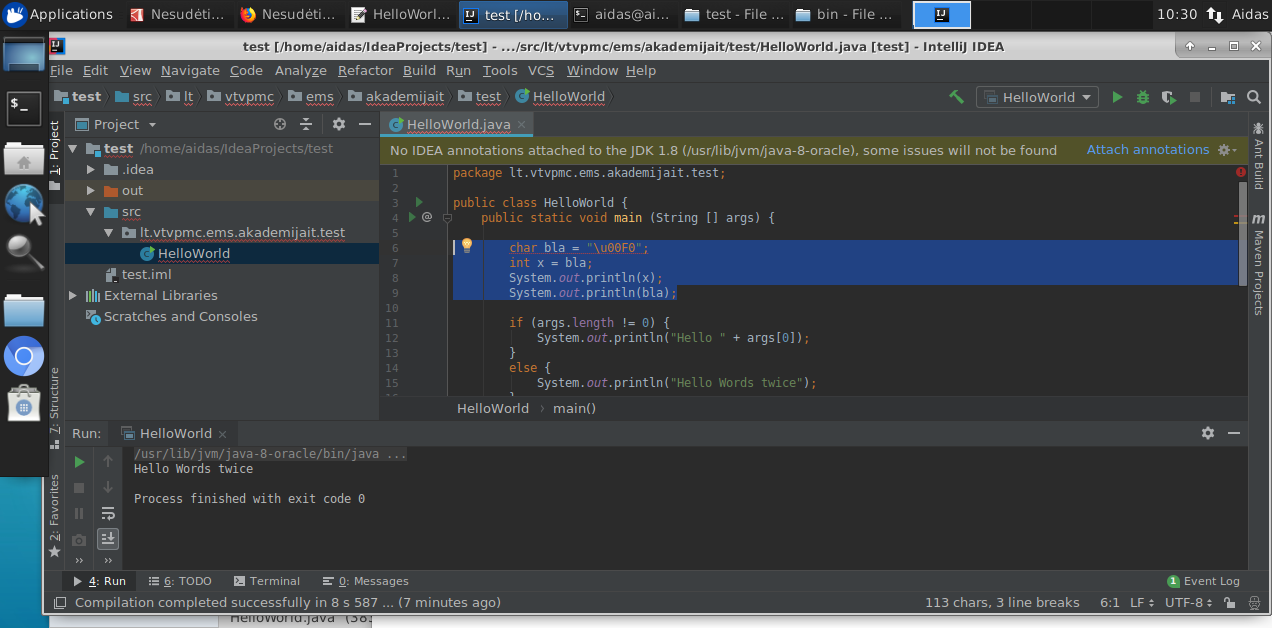 Applications Nesudėti... Nesudėti... HelloWorl... test [/ho... aidas@ai... test - File ... bin - File ... 10:30 Aidas
test [/home/aidas/IdeaProjects/test] - .../src/lt/vtvpmc/ems/akademijait/test/HelloWorld.java [test] - IntelliJ IDEA
File Edit View Navigate Code Analyze Refactor Build Run Tools VCS Window Help
test src lt vtvpmc ems akademijait test HelloWorld HelloWorld
1: Project
Project
test /home/aidas/IdeaProjects/test
.idea
out
src
lt.vtvpmc.ems.akademijait.test
HelloWorld
test.iml
External Libraries
Scratches and Consoles
HelloWorld.java
No IDEA annotations attached to the JDK 1.8 (/usr/lib/jvm/java-8-oracle), some issues will not be found Attach annotations
1 package lt.vtvpmc.ems.akademijait.test;
2
3 public class HelloWorld {
4 @ public static void main (String [] args) {
5
6 char bla = "\u00F0";
7 int x = bla;
8 System.out.println(x);
9 System.out.println(bla);
10
11 if (args.length != 0) {
12 System.out.println("Hello " + args[0]);
13 }
14 else {
15 System.out.println("Hello Words twice");
HelloWorld main()
Ant Build
Maven Projects
7: Structure
2: Favorites
Run: HelloWorld
/usr/lib/jvm/java-8-oracle/bin/java ...
Hello Words twice
Process finished with exit code 0
4: Run 6: TODO Terminal 0: Messages 1 Event Log
Compilation completed successfully in 8 s 587 ... (7 minutes ago) 113 chars, 3 line breaks 6:1 LF UTF-8